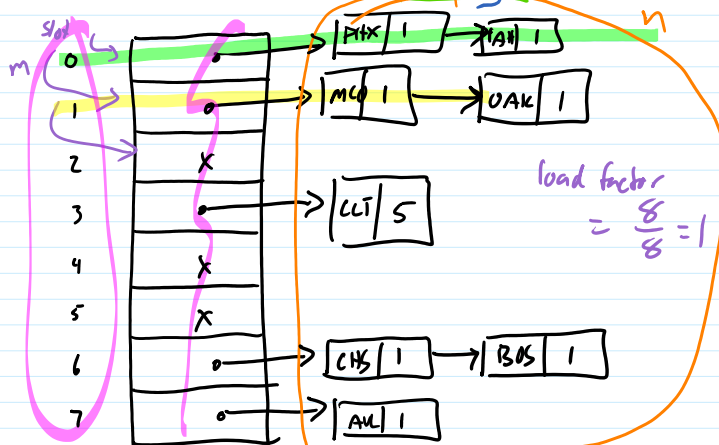 slot n
m
0 PHX 1
1 MCO 1 OAK 1
2 X
3 CLT 5
4 X
5 X
6 CHS 1 BOS 1
7 1
load factor
= 8/8 = 1